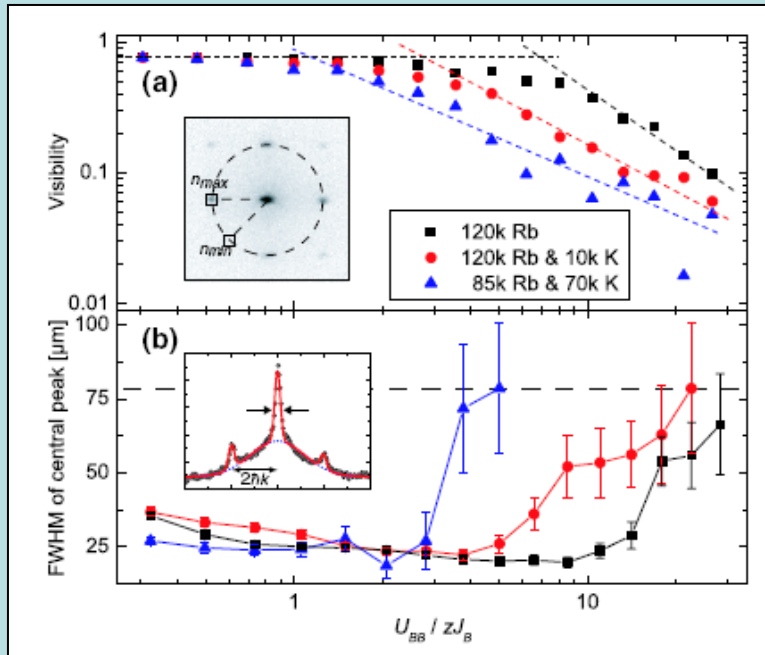 1
(a)
Visibility
0.1
0.01
n_max
n_min
120k Rb
120k Rb & 10k K
85k Rb & 70k K
100
(b)
FWHM of central peak [µm]
75
50
25
2ħk
1
10
U_BB / zJ_B